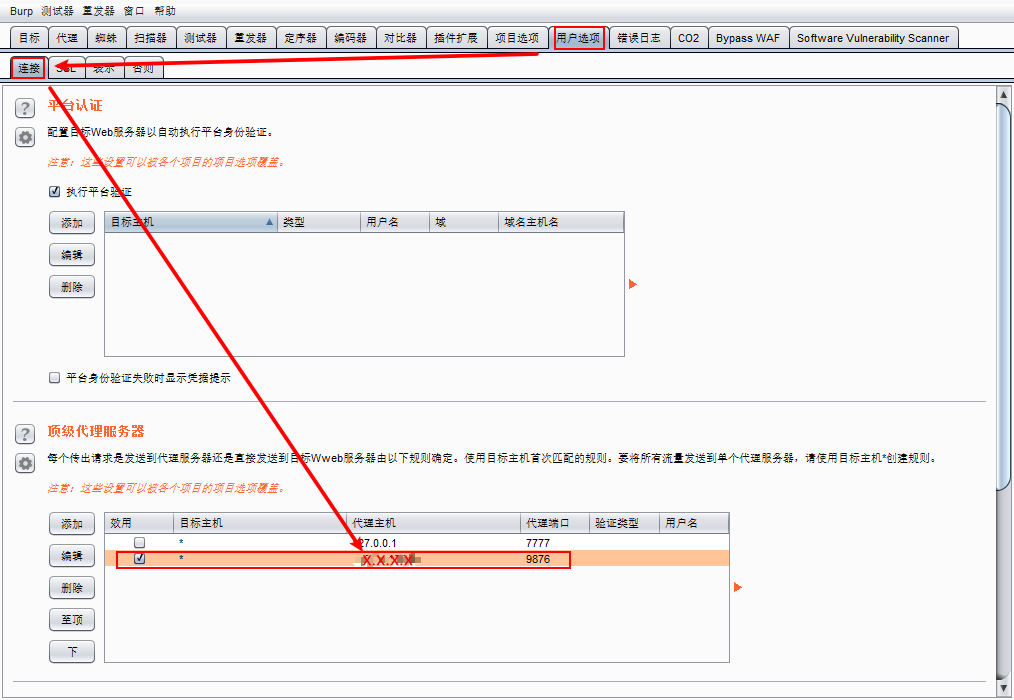 Burp 测试器 重发器 窗口 帮助
目标 代理 蜘蛛 扫描器 测试器 重发器 定序器 编码器 对比器 插件扩展 项目选项 用户选项 错误日志 CO2 Bypass WAF Software Vulnerability Scanner
连接 SSL 表示 否则
? 平台认证
配置目标Web服务器以自动执行平台身份验证。
注意：这些设置可以被各个项目的项目选项覆盖。
执行平台验证
添加 目标主机 类型 用户名 域 域名主机名
编辑
删除
平台身份验证失败时显示凭据提示
? 顶级代理服务器
每个传出请求是发送到代理服务器还是直接发送到目标Wweb服务器由以下规则确定。使用目标主机首次匹配的规则。要将所有流量发送到单个代理服务器，请使用目标主机*创建规则。
注意：这些设置可以被各个项目的项目选项覆盖。
添加 效用 目标主机 代理主机 代理端口 验证类型 用户名
* 127.0.0.1 7777
编辑 * X.X.X.X 9876
删除
至项
下